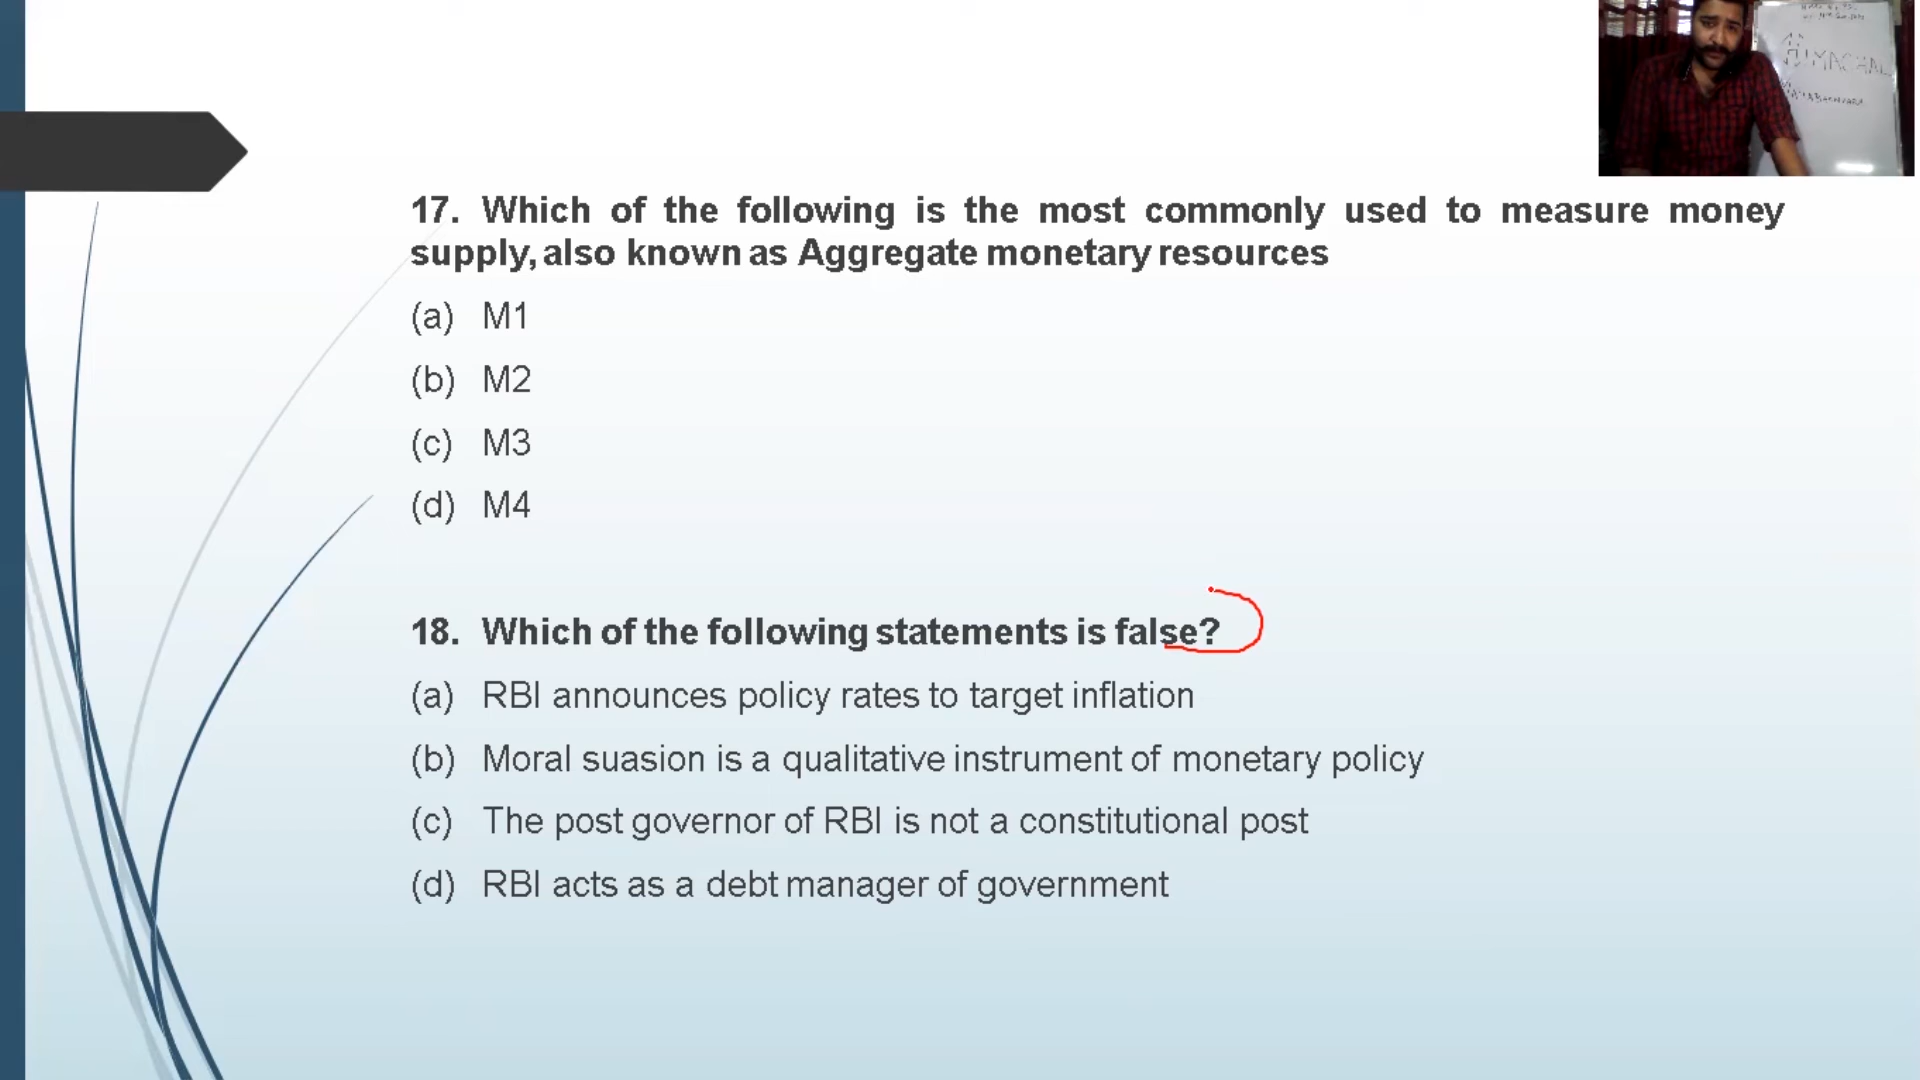 17. Which of the following is the most commonly used to measure money
supply, also known as Aggregate monetary resources
(a) M1
(b) M2
(c) M3
(d) M4
18. Which of the following statements is false?
(a) RBI announces policy rates to target inflation
(b) Moral suasion is a qualitative instrument of monetary policy
(c) The post governor of RBI is not a constitutional post
(d) RBI acts as a debt manager of government
HIMACHAL